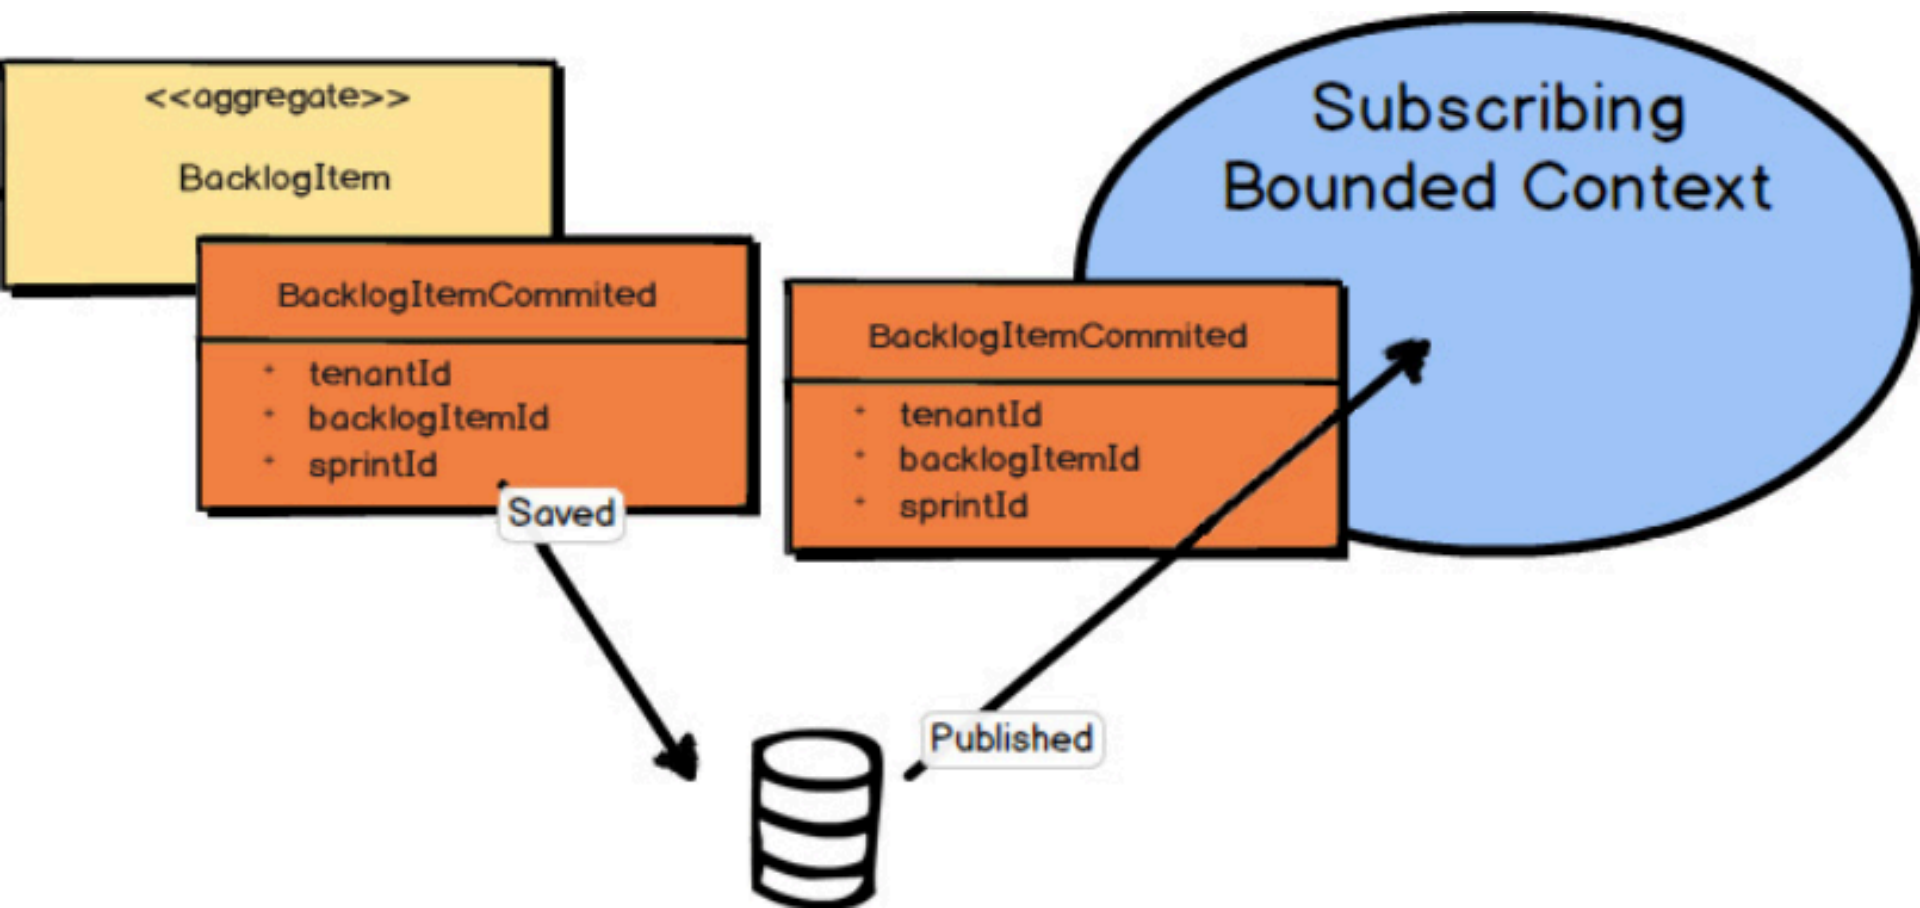 <<aggregate>>
BacklogItem
BacklogItemCommited
tenantId
backlogItemId
sprintId
Saved
BacklogItemCommited
tenantId
backlogItemId
sprintId
Subscribing
Bounded Context
Published